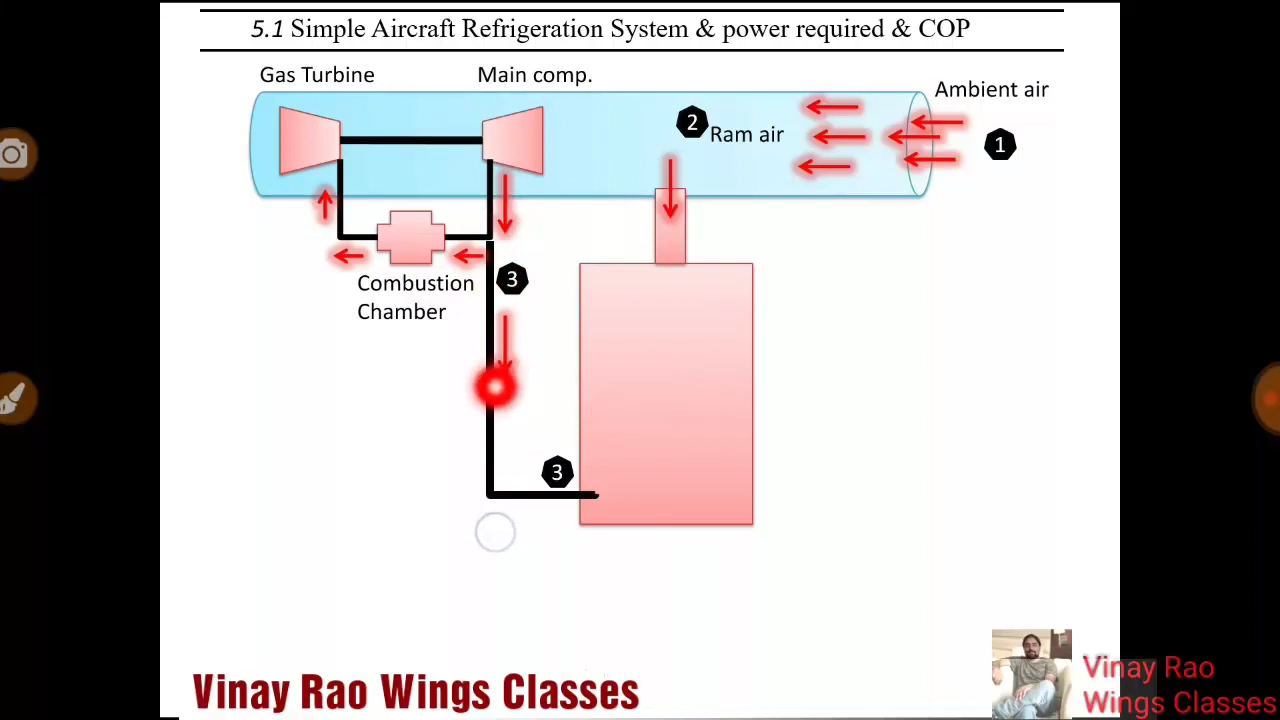 5.1 Simple Aircraft Refrigeration System & power required & COP
Gas Turbine
Main comp.
Ambient air
2
Ram air
1
Combustion
Chamber
3
3
Vinay Rao Wings Classes
Vinay Rao
Wings Classes